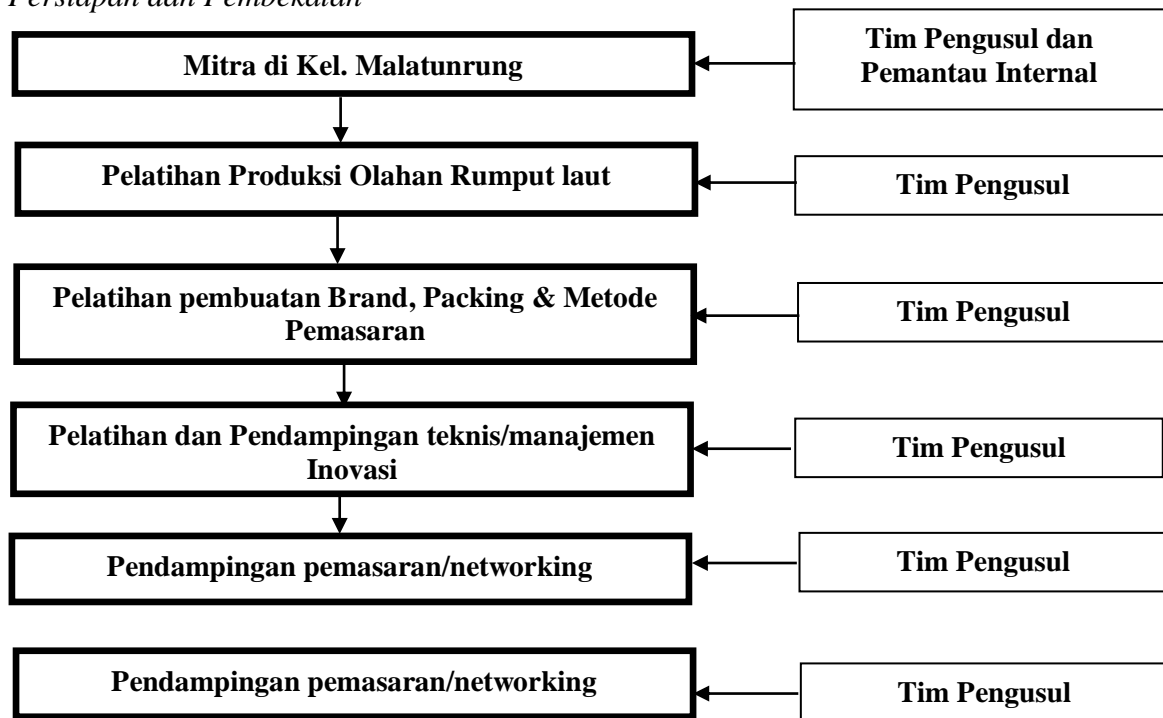 Persiapan dan Pembekalan
Mitra di Kel. Malatunrung
Tim Pengusul dan
Pemantau Internal
Pelatihan Produksi Olahan Rumput laut
Tim Pengusul
Pelatihan pembuatan Brand, Packing & Metode
Pemasaran
Tim Pengusul
Pelatihan dan Pendampingan teknis/manajemen
Inovasi
Tim Pengusul
Pendampingan pemasaran/networking
Tim Pengusul
Pendampingan pemasaran/networking
Tim Pengusul